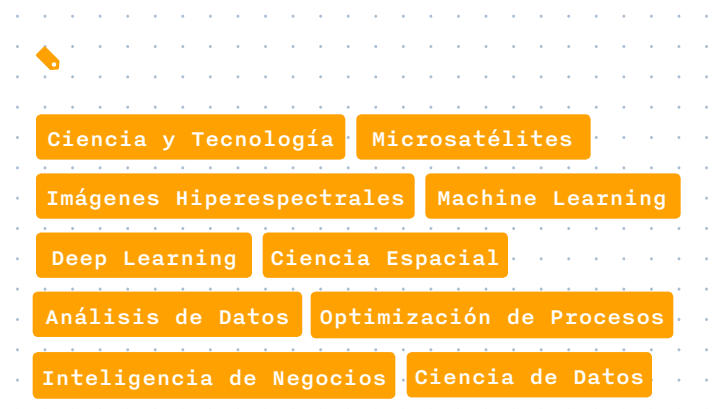 Ciencia y Tecnología Microsatélites
Imágenes Hiperespectrales Machine Learning
Deep Learning Ciencia Espacial
Análisis de Datos Optimización de Procesos
Inteligencia de Negocios Ciencia de Datos